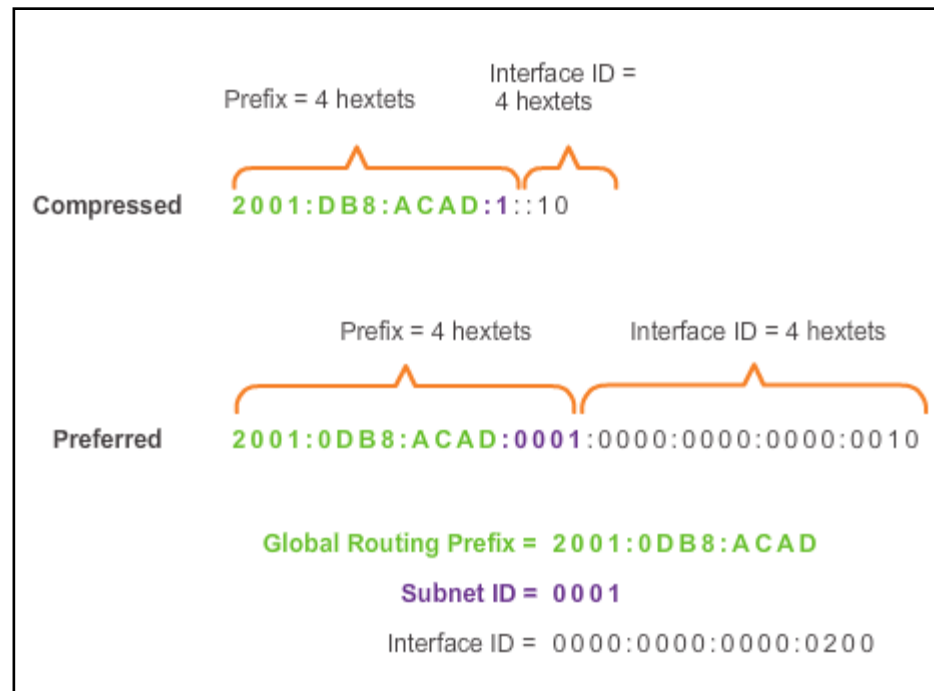 Prefix = 4 hextets
Interface ID =
4 hextets
Compressed 2001:DB8:ACAD:1::10
Prefix = 4 hextets Interface ID = 4 hextets
Preferred 2001:0DB8:ACAD:0001:0000:0000:0000:0010
Global Routing Prefix = 2001:0DB8:ACAD
Subnet ID = 0001
Interface ID = 0000:0000:0000:0200